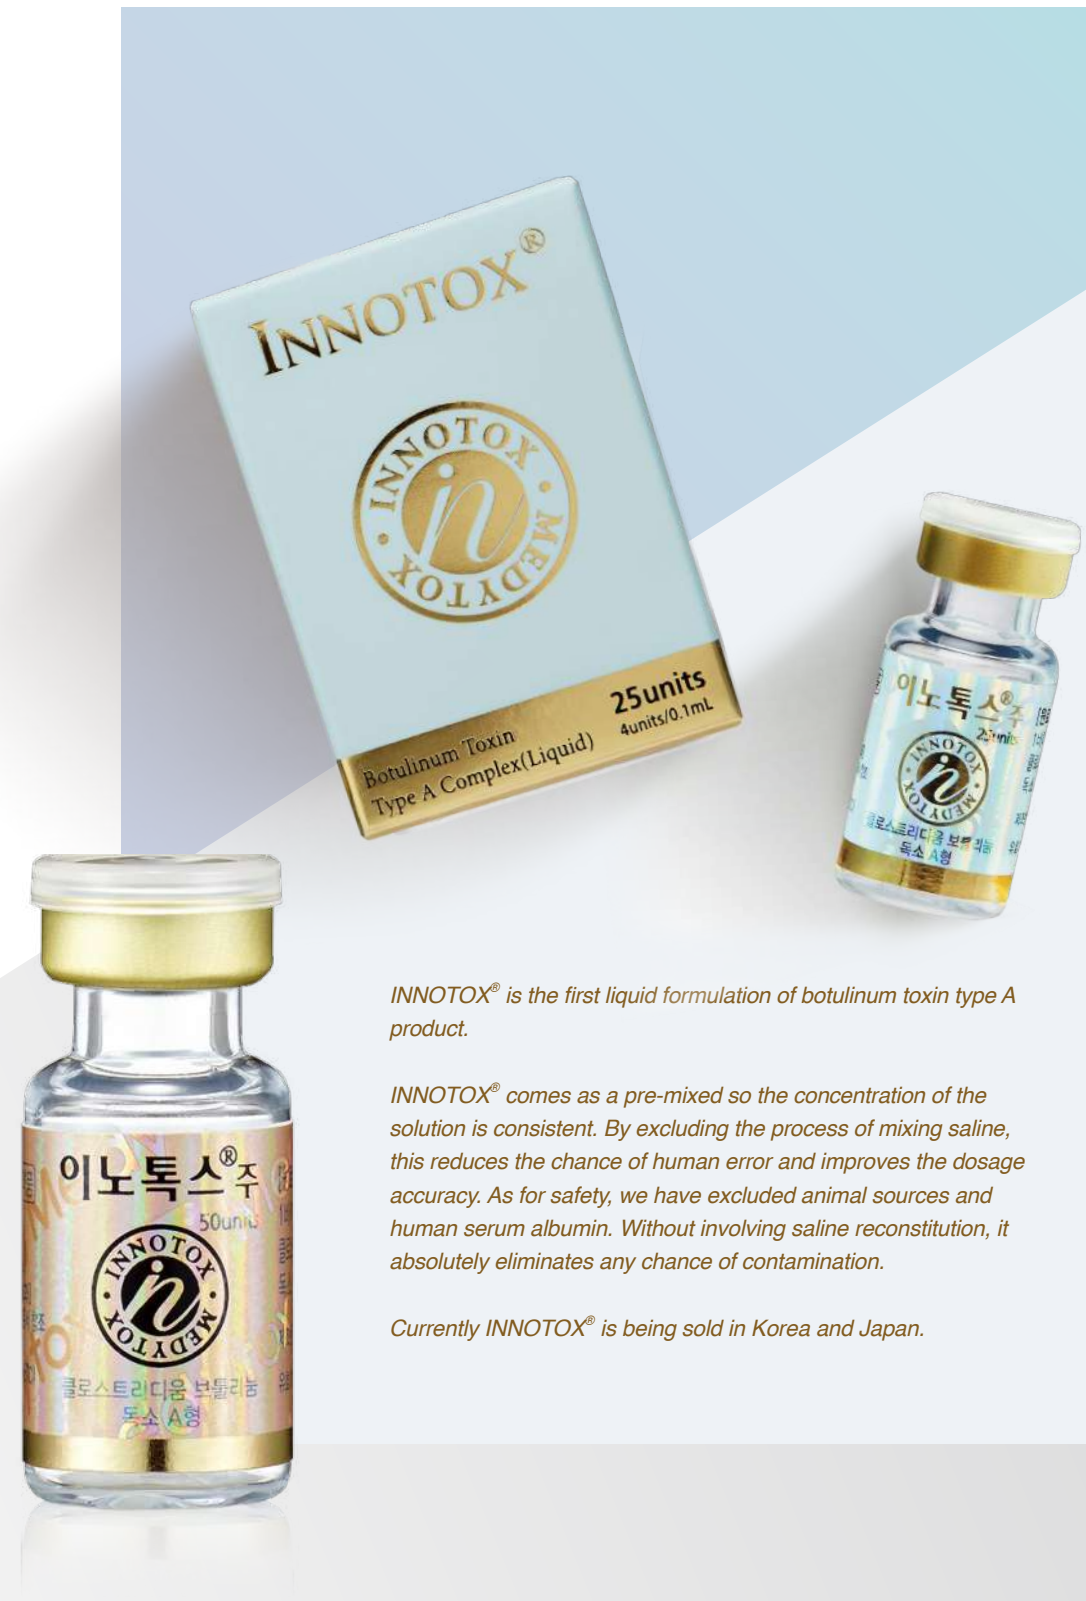 INNOTOX®
INNOTOX • MEDYTOX •
in
25units
4units/0.1mL
Botulinum Toxin
Type A Complex(Liquid)
이노톡스®주
25units
INNOTOX • MEDYTOX •
in
클로스트리디움 보툴리눔
독소 A형
이노톡스®주
50units
INNOTOX • MEDYTOX •
in
클로스트리디움 보툴리눔
독소 A형
INNOTOX® is the first liquid formulation of botulinum toxin type A
product.
INNOTOX® comes as a pre-mixed so the concentration of the
solution is consistent. By excluding the process of mixing saline,
this reduces the chance of human error and improves the dosage
accuracy. As for safety, we have excluded animal sources and
human serum albumin. Without involving saline reconstitution, it
absolutely eliminates any chance of contamination.
Currently INNOTOX® is being sold in Korea and Japan.